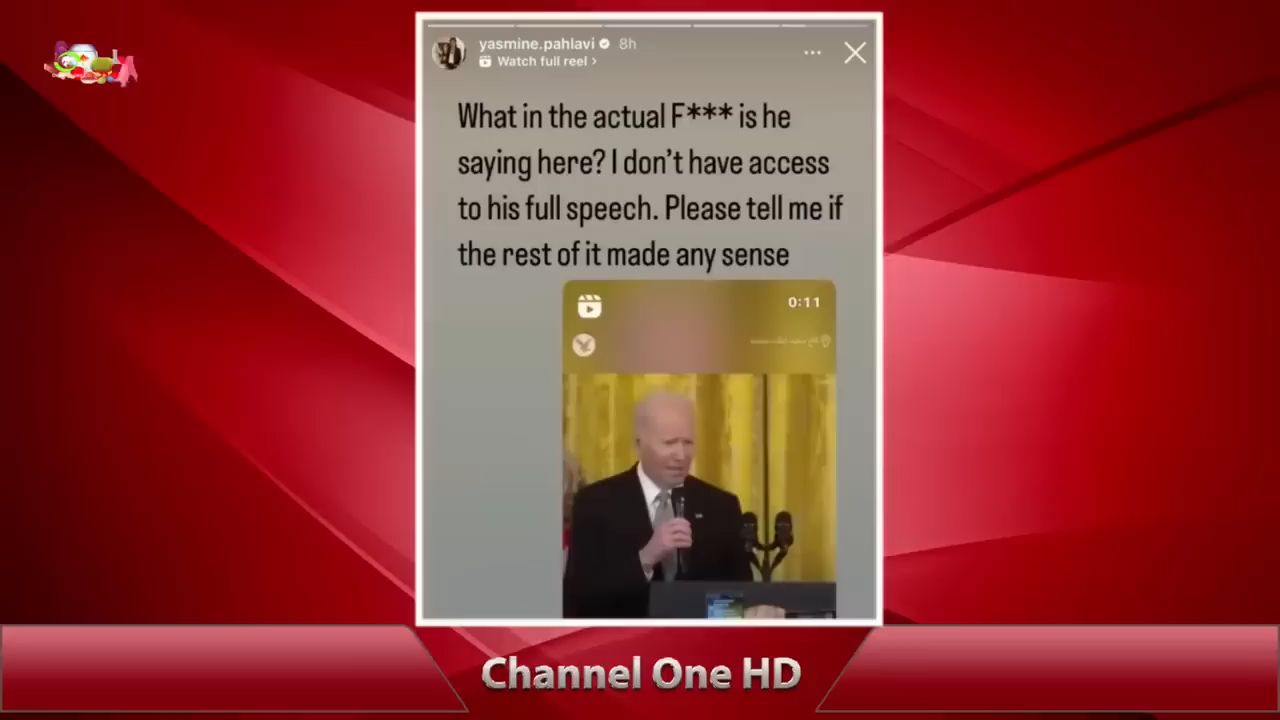 yasmine.pahlavi 8h
Watch full reel >
What in the actual F*** is he
saying here? I don't have access
to his full speech. Please tell me if
the rest of it made any sense
0:11
Channel One HD